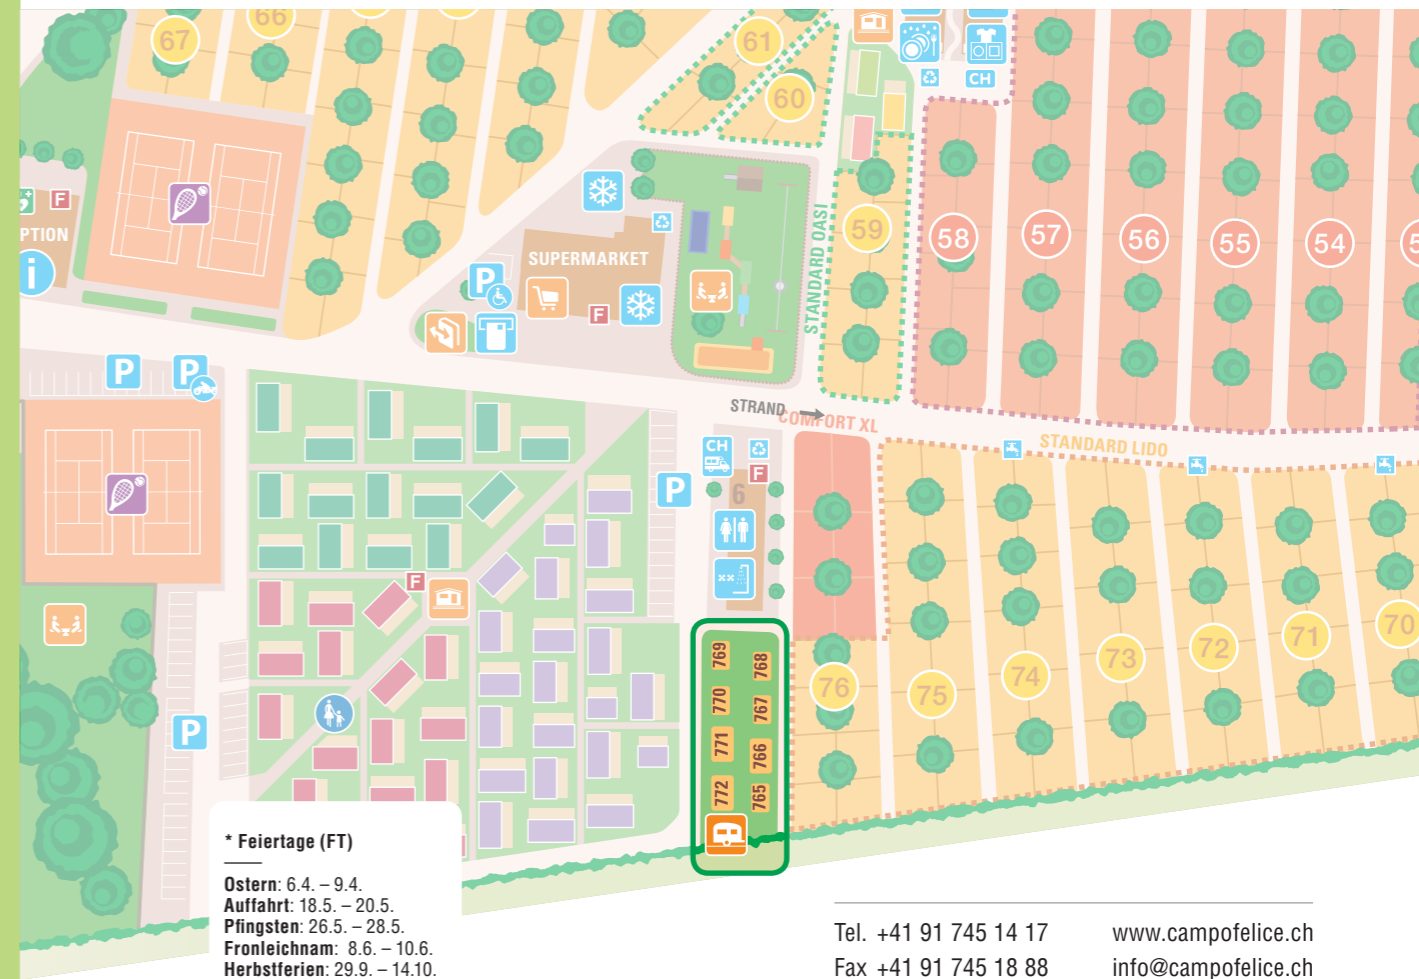 66
67
61
60
CH
F
PTION
i
SUPERMARKET
P
F
STANDARD OASI
59
58
57
56
55
54
5
P
P
STRAND
COMFORT XL
STANDARD LIDO
CH
F
6
P
F
769
768
770
767
771
766
772
765
76
75
74
73
72
71
70
P
* Feiertage (FT)
Ostern: 6.4. – 9.4.
Auffahrt: 18.5. – 20.5.
Pfingsten: 26.5. – 28.5.
Fronleichnam: 8.6. – 10.6.
Herbstferien: 29.9. – 14.10.
Tel. +41 91 745 14 17
www.campofelice.ch
Fax +41 91 745 18 88
info@campofelice.ch